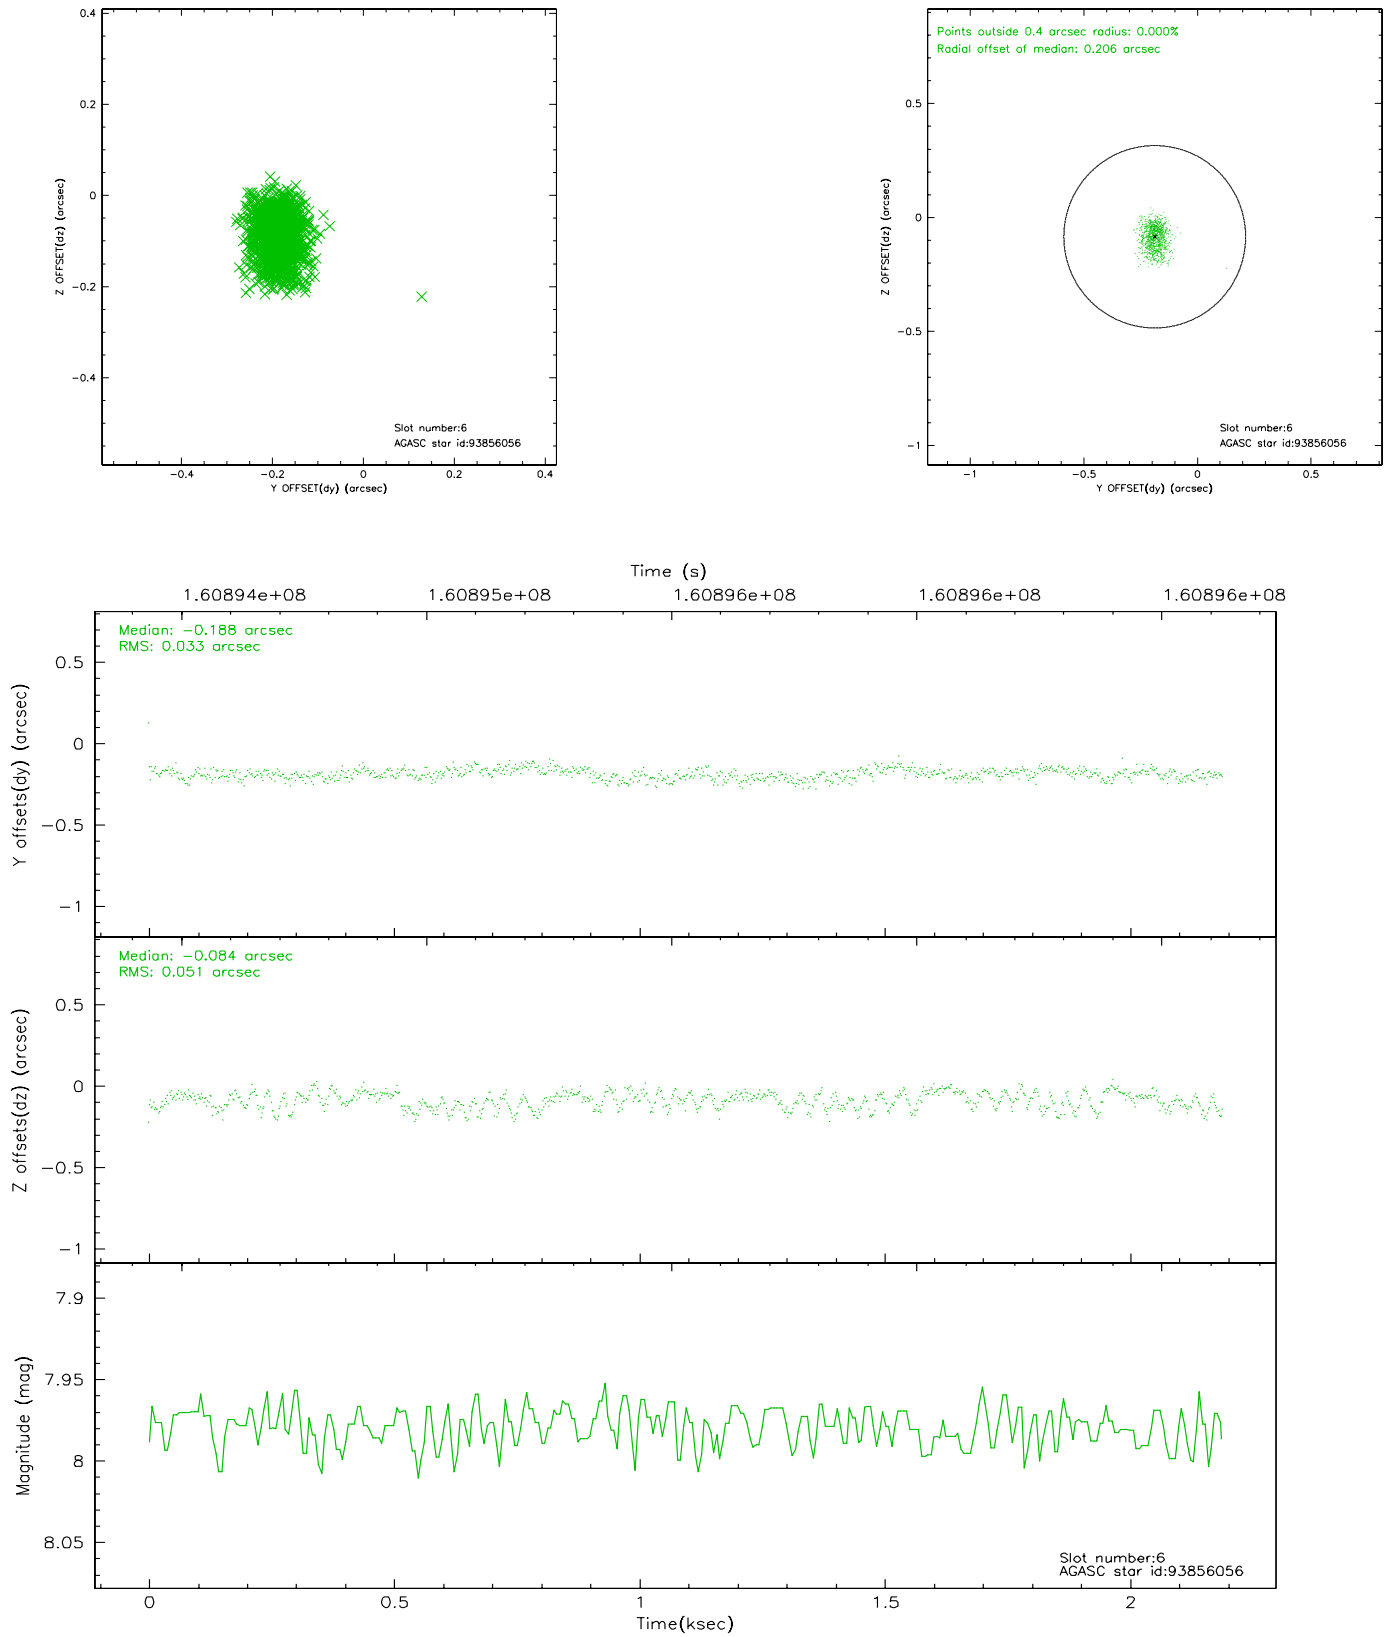 0.4
0.2
0
−0.2
−0.4
Z OFFSET(dz) (arcsec)
Slot number:6
AGASC star id:93856056
−0.4 −0.2 0 0.2 0.4
Y OFFSET(dy) (arcsec)
Points outside 0.4 arcsec radius: 0.000%
Radial offset of median: 0.206 arcsec
0.5
0
−0.5
−1
Z OFFSET(dz) (arcsec)
Slot number:6
AGASC star id:93856056
−1 −0.5 0 0.5
Y OFFSET(dy) (arcsec)
Time (s)
1.60894e+08 1.60895e+08 1.60896e+08 1.60896e+08 1.60896e+08
Median: −0.188 arcsec
RMS: 0.033 arcsec
0.5
0
−0.5
−1
Y offsets(dy) (arcsec)
Median: −0.084 arcsec
RMS: 0.051 arcsec
0.5
0
−0.5
−1
Z offsets(dz) (arcsec)
7.9
7.95
8
8.05
Magnitude (mag)
Slot number:6
AGASC star id:93856056
0 0.5 1 1.5 2
Time(ksec)